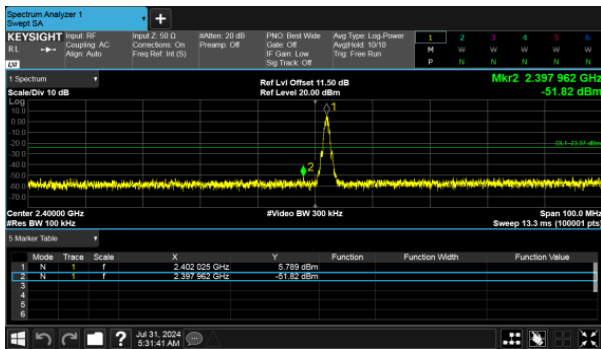 Spectrum Analyzer 1
Swept SA
+
KEYSIGHT Input: RF Input Z: 50 Ω #Atten: 20 dB PNO: Best Wide Avg Type: Log-Power 1 2 3 4 5 6
RL Coupling: AC Corrections: On Preamp: Off Gate: Off Avg|Hold: 10/10 M W W W W W
Align: Auto Freq Ref: Int (S) IF Gain: Low Trig: Free Run P N N N N N
LXI Sig Track: Off
1 Spectrum Ref Lvl Offset 11.50 dB Mkr2 2.397 962 GHz
Scale/Div 10 dB Ref Level 20.00 dBm -51.82 dBm
Log
10.0
0.00
-10.0
-20.0
DL1 -23.97 dBm
-30.0
-40.0
-50.0
-60.0
-70.0
1
2
Center 2.40000 GHz #Video BW 300 kHz Span 100.0 MHz
#Res BW 100 kHz Sweep 13.3 ms (100001 pts)
5 Marker Table
Mode Trace Scale X Y Function Function Width Function Value
1 N 1 f 2.402 025 GHz 5.789 dBm
2 N 1 f 2.397 962 GHz -51.82 dBm
3
4
5
6
? Jul 31, 2024
5:31:41 AM